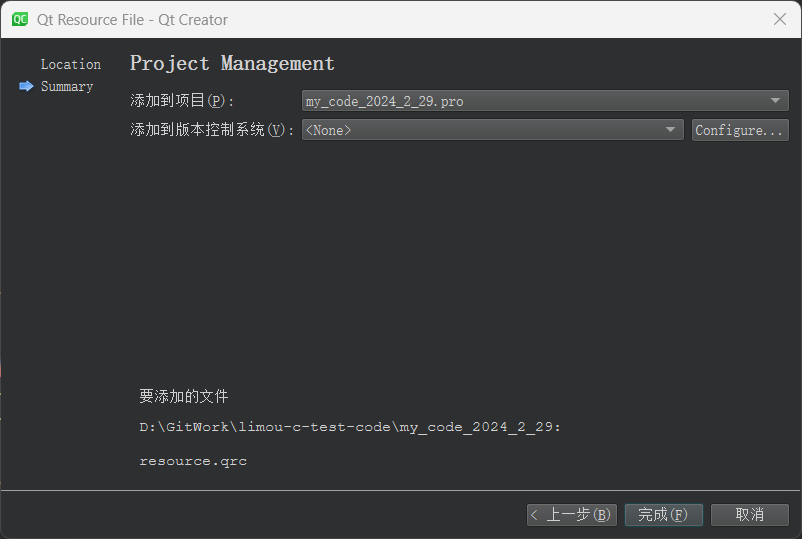 QC Qt Resource File - Qt Creator
Location
Summary
Project Management
添加到项目(P):
my_code_2024_2_29.pro
添加到版本控制系统(V):
<None>
Configure...
要添加的文件
D:\GitWork\limou-c-test-code\my_code_2024_2_29:
resource.qrc
< 上一步(B)
完成(F)
取消